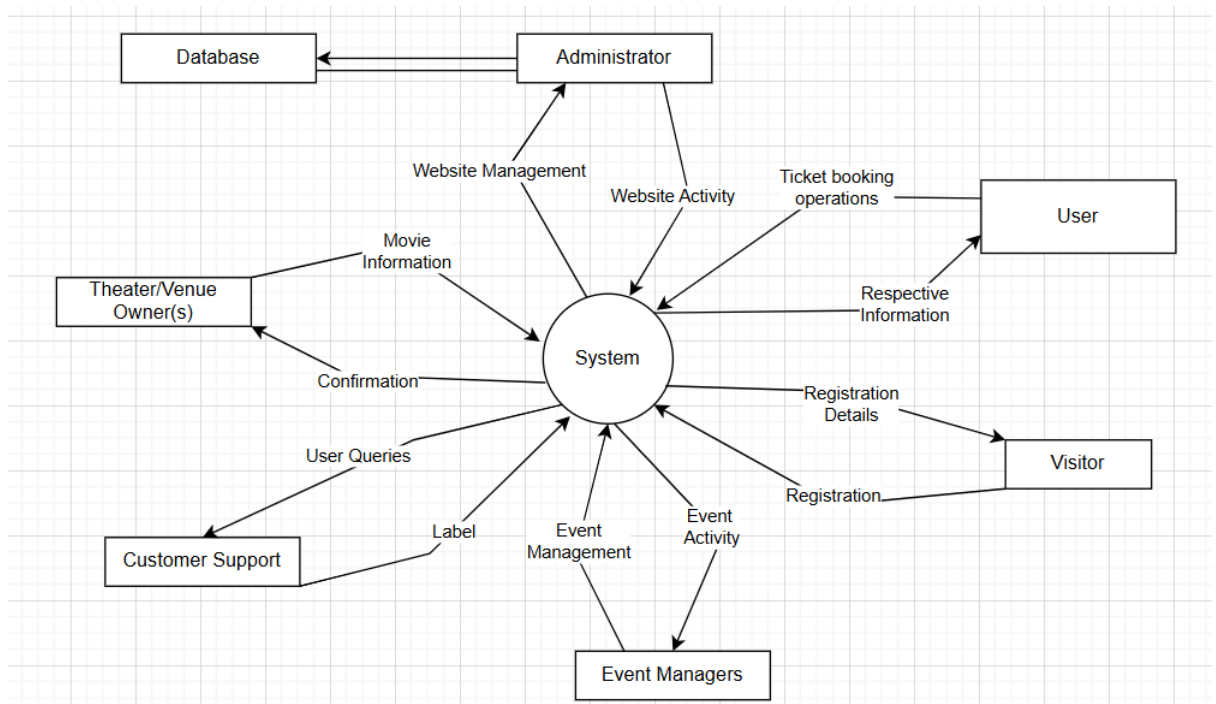 Database
Administrator
Website Management
Website Activity
Ticket booking
operations
User
Movie
Information
Theater/Venue
Owner(s)
Respective
Information
System
Confirmation
Registration
Details
User Queries
Visitor
Registration
Label
Event
Management
Event
Activity
Customer Support
Event Managers